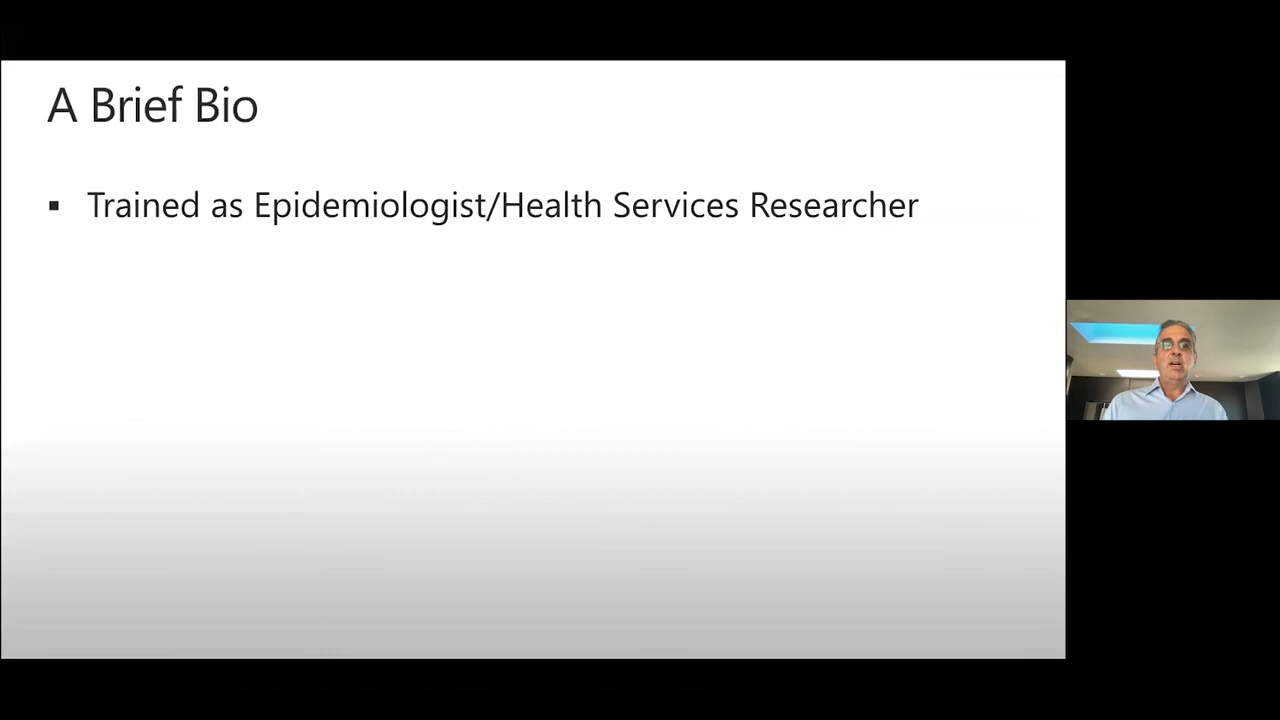 A Brief Bio
▪ Trained as Epidemiologist/Health Services Researcher